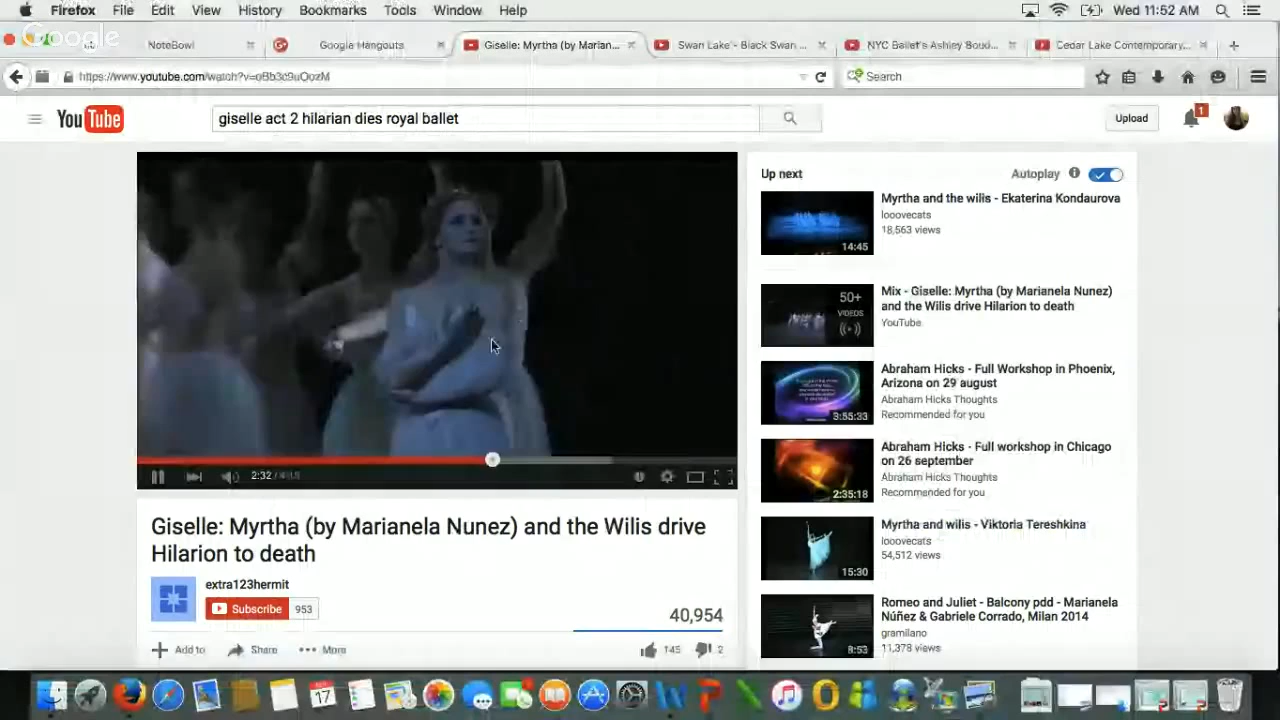 Firefox File Edit View History Bookmarks Tools Window Help Wed 11:52 AM
Google
NoteBowl Google Hangouts Giselle: Myrtha (by Marian... Swan Lake' - Black Swan ... NYC Ballet's Ashley Bouj... Cedar Lake Contemporary...
Search
YouTube giselle act 2 hilarian dies royal ballet Upload 1
Up next Autoplay
Myrtha and the wilis - Ekaterina Kondaurova
looovecats
18,563 views
14:45
Mix - Giselle: Myrtha (by Marianela Nunez)
and the Wilis drive Hilarion to death
YouTube
50+
VIDEOS
Abraham Hicks - Full Workshop in Phoenix,
Arizona on 29 august
Abraham Hicks Thoughts
Recommended for you
3:55:33
Abraham Hicks - Full workshop in Chicago
on 26 september
Abraham Hicks Thoughts
Recommended for you
2:35:18
Myrtha and wilis - Viktoria Tereshkina
looovecats
54,512 views
15:30
Romeo and Juliet - Balcony pdd - Marianela
Núñez & Gabriele Corrado, Milan 2014
gramilano
11,378 views
8:53
2:32
Giselle: Myrtha (by Marianela Nunez) and the Wilis drive
Hilarion to death
extra123hermit
Subscribe 953
40,954
Add to Share More 145 2
17